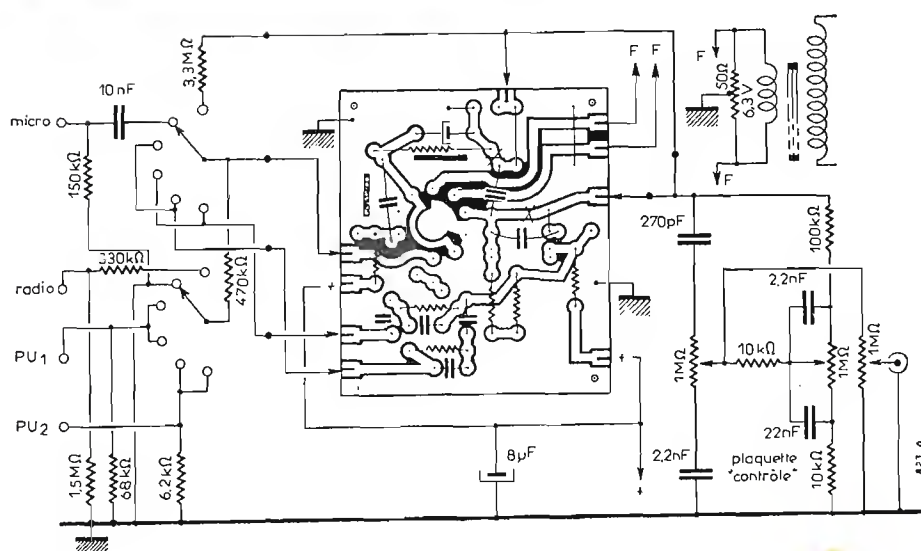 3,3MΩ
10nF
micro
150kΩ
330kΩ
470kΩ
radio
PU1
PU2
1,5MΩ
68kΩ
6,2kΩ
8µF
+
+
+
F F
F
50Ω
6,3V
F
270pF
100kΩ
2,2nF
1MΩ
10kΩ
1MΩ
1MΩ
22nF
2,2nF
plaquette
"contrôle"
10kΩ